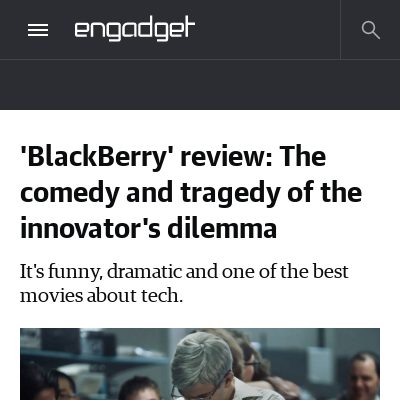 engadget
'BlackBerry' review: The
comedy and tragedy of the
innovator's dilemma
It's funny, dramatic and one of the best
movies about tech.